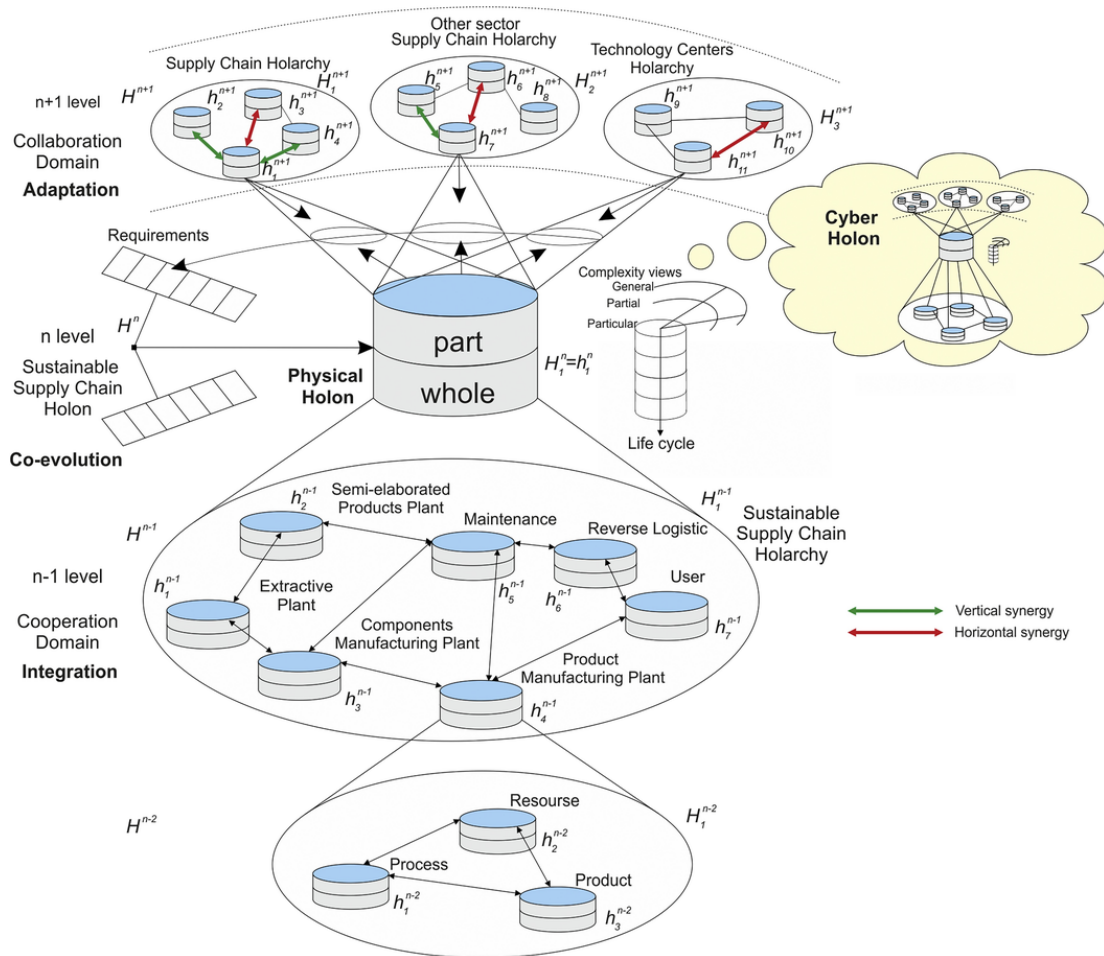 Other sector
Supply Chain Holarchy
Supply Chain Holarchy
Technology Centers
Holarchy
n+1 level
H^{n+1}
h_2^{n+1}
h_3^{n+1}
H_1^{n+1}
h_4^{n+1}
h_1^{n+1}
h_5^{n+1}
h_6^{n+1}
h_8^{n+1}
H_2^{n+1}
h_7^{n+1}
h_9^{n+1}
h_{10}^{n+1}
h_{11}^{n+1}
H_3^{n+1}
Collaboration
Domain
Adaptation
Cyber
Holon
Requirements
Complexity views
General
Partial
Particular
Life cycle
H^n
n level
Sustainable
Supply Chain
Holon
Co-evolution
Physical
Holon
part
whole
H_1^n=h_1^n
H^{n-1}
H_1^{n-1}
Sustainable
Supply Chain
Holarchy
h_2^{n-1}
Semi-elaborated
Products Plant
Maintenance
Reverse Logistic
n-1 level
h_1^{n-1}
Extractive
Plant
h_5^{n-1}
h_6^{n-1}
User
h_7^{n-1}
Cooperation
Domain
Integration
Components
Manufacturing Plant
h_3^{n-1}
Product
Manufacturing Plant
h_4^{n-1}
Vertical synergy
Horizontal synergy
H^{n-2}
H_1^{n-2}
Resourse
h_2^{n-2}
Process
h_1^{n-2}
Product
h_3^{n-2}